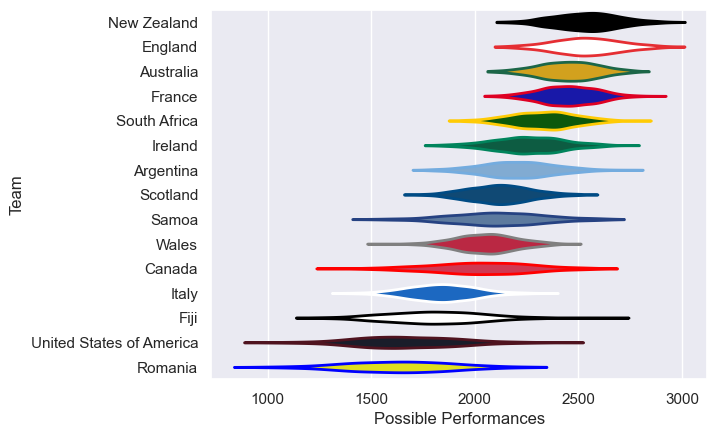 New Zealand
England
Australia
France
South Africa
Ireland
Argentina
Scotland
Samoa
Wales
Canada
Italy
Fiji
United States of America
Romania
Team
1000 1500 2000 2500 3000
Possible Performances